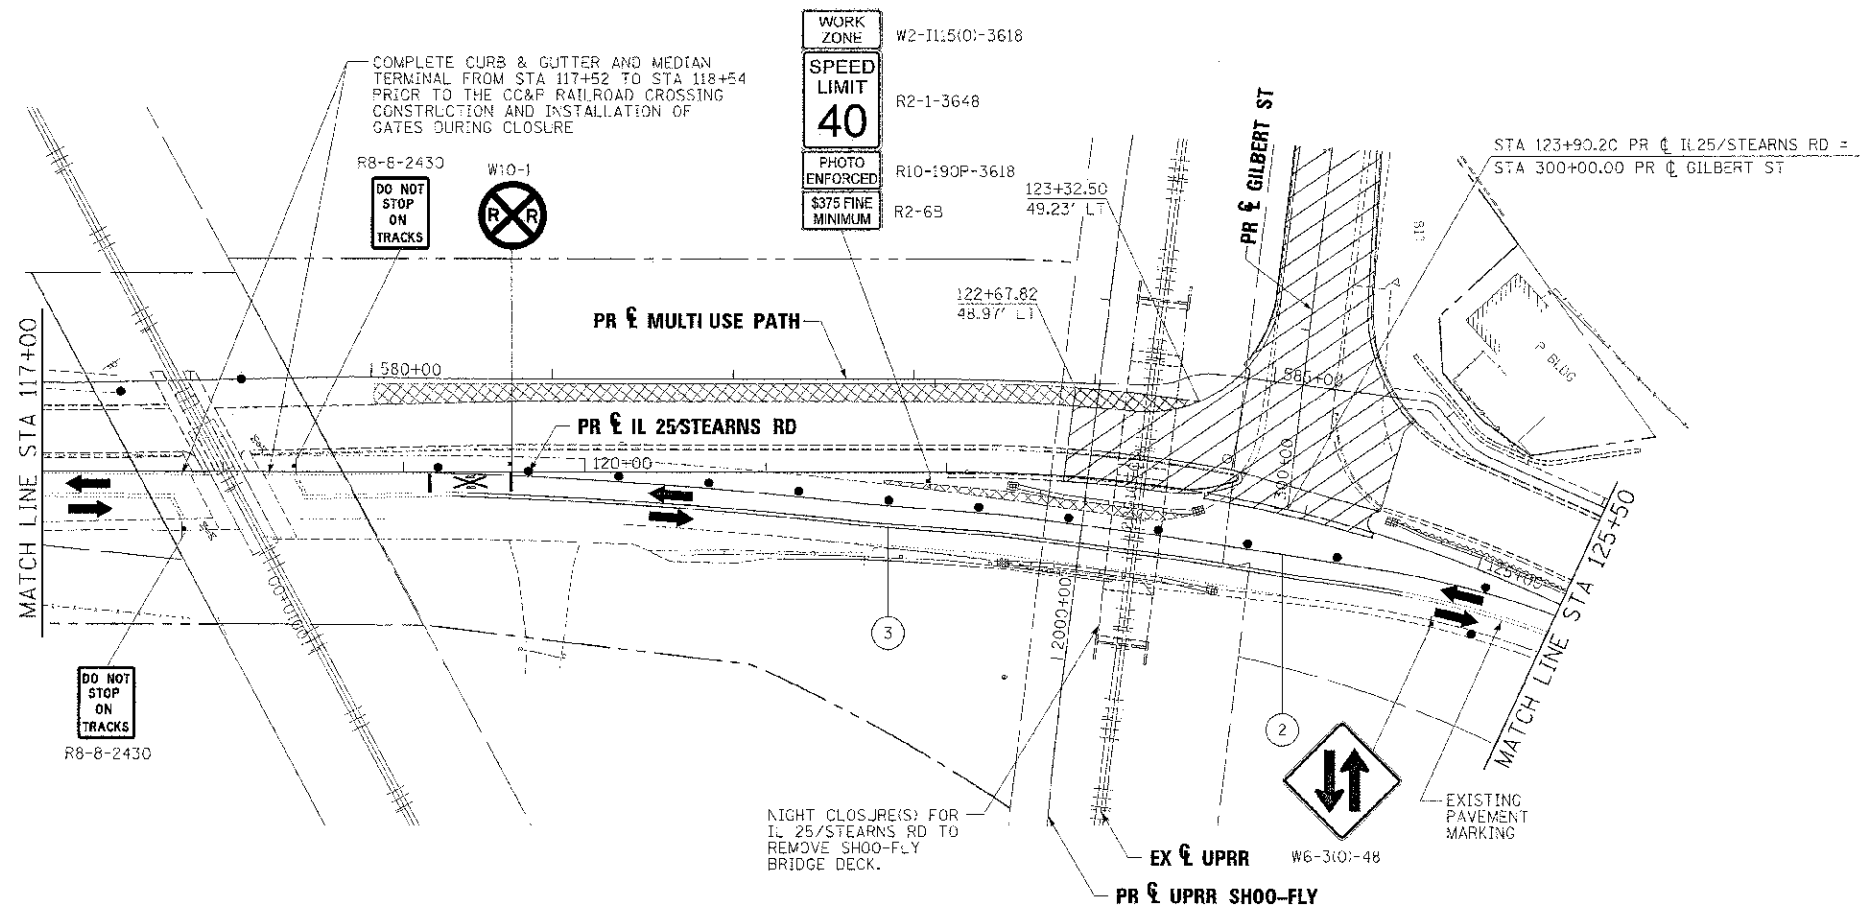 WORK
ZONE
W2-I115(O)-3618
SPEED
LIMIT
40
R2-1-3648
PHOTO
ENFORCED
R10-190P-3618
$375 FINE
MINIMUM
R2-6B
COMPLETE CURB & GUTTER AND MEDIAN
TERMINAL FROM STA 117+52 TO STA 118+54
PRIOR TO THE CC&P RAILROAD CROSSING
CONSTRUCTION AND INSTALLATION OF
GATES DURING CLOSURE
R8-8-2430
DO NOT
STOP
ON
TRACKS
W10-1
R R
PR ℄ GILBERT ST
STA 123+90.20 PR ℄ IL25/STEARNS RD =
STA 300+00.00 PR ℄ GILBERT ST
123+32.50
49.23' LT
122+67.82
48.97' LT
PR ℄ MULTI USE PATH
580+00
585+00
P BLDG
PR ℄ IL 25/STEARNS RD
120+00
300+00
125+00
MATCH LINE STA 117+00
MATCH LINE STA 125+50
2000+00
3
2
DO NOT
STOP
ON
TRACKS
R8-8-2430
NIGHT CLOSURE(S) FOR
IL 25/STEARNS RD TO
REMOVE SHOO-FLY
BRIDGE DECK.
EX ℄ UPRR
PR ℄ UPRR SHOO-FLY
W6-3(O)-48
EXISTING
PAVEMENT
MARKING